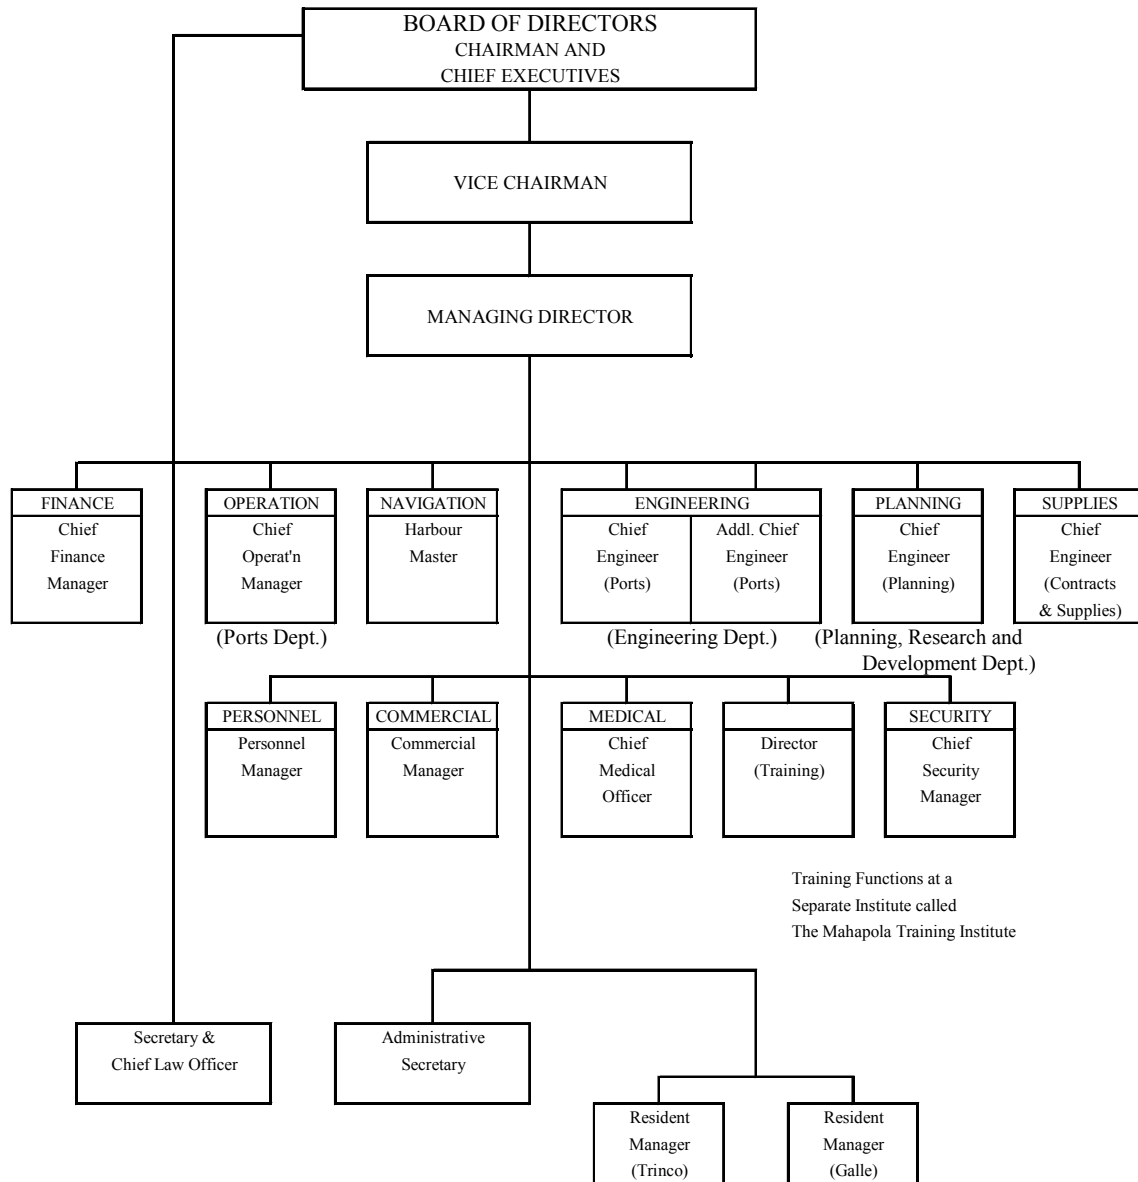 BOARD OF DIRECTORS
CHAIRMAN AND
CHIEF EXECUTIVES
VICE CHAIRMAN
MANAGING DIRECTOR
FINANCE
Chief
Finance
Manager
OPERATION
Chief
Operat'n
Manager
(Ports Dept.)
NAVIGATION
Harbour
Master
ENGINEERING
Chief
Engineer
(Ports)
Addl. Chief
Engineer
(Ports)
(Engineering Dept.)
PLANNING
Chief
Engineer
(Planning)
(Planning, Research and
Development Dept.)
SUPPLIES
Chief
Engineer
(Contracts
& Supplies)
PERSONNEL
Personnel
Manager
COMMERCIAL
Commercial
Manager
MEDICAL
Chief
Medical
Officer
Director
(Training)
SECURITY
Chief
Security
Manager
Training Functions at a
Separate Institute called
The Mahapola Training Institute
Secretary &
Chief Law Officer
Administrative
Secretary
Resident
Manager
(Trinco)
Resident
Manager
(Galle)